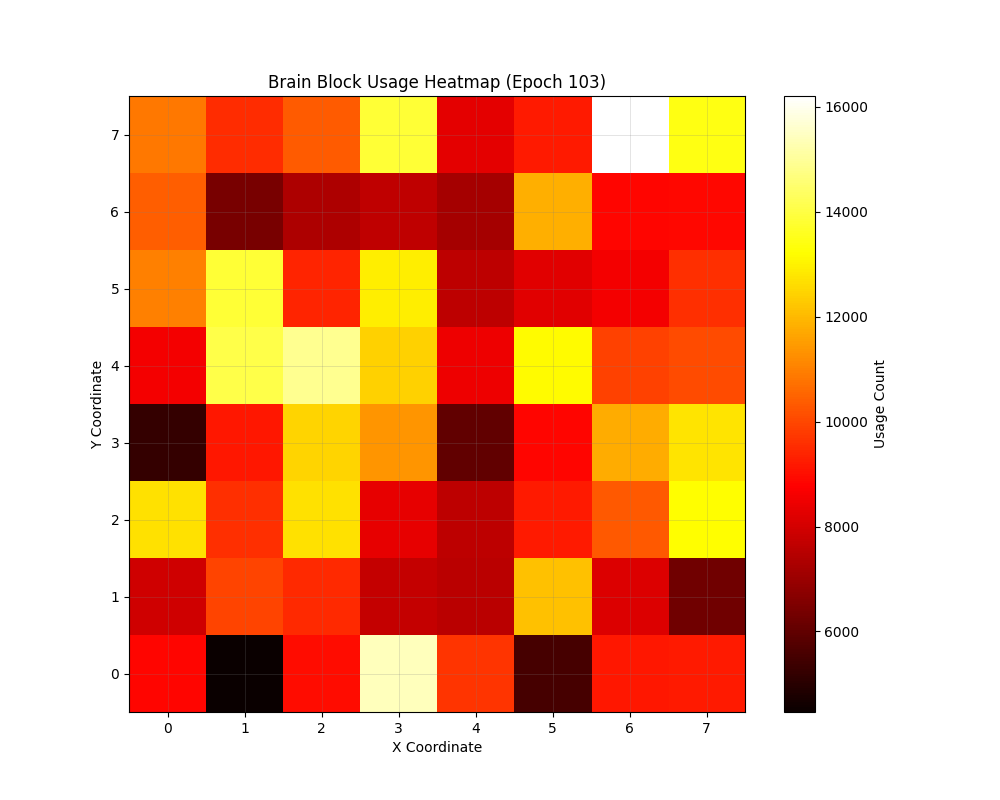 Brain Block Usage Heatmap (Epoch 103)
7
6
5
4
3
2
1
0
Y Coordinate
0 1 2 3 4 5 6 7
X Coordinate
16000
14000
12000
10000
8000
6000
Usage Count